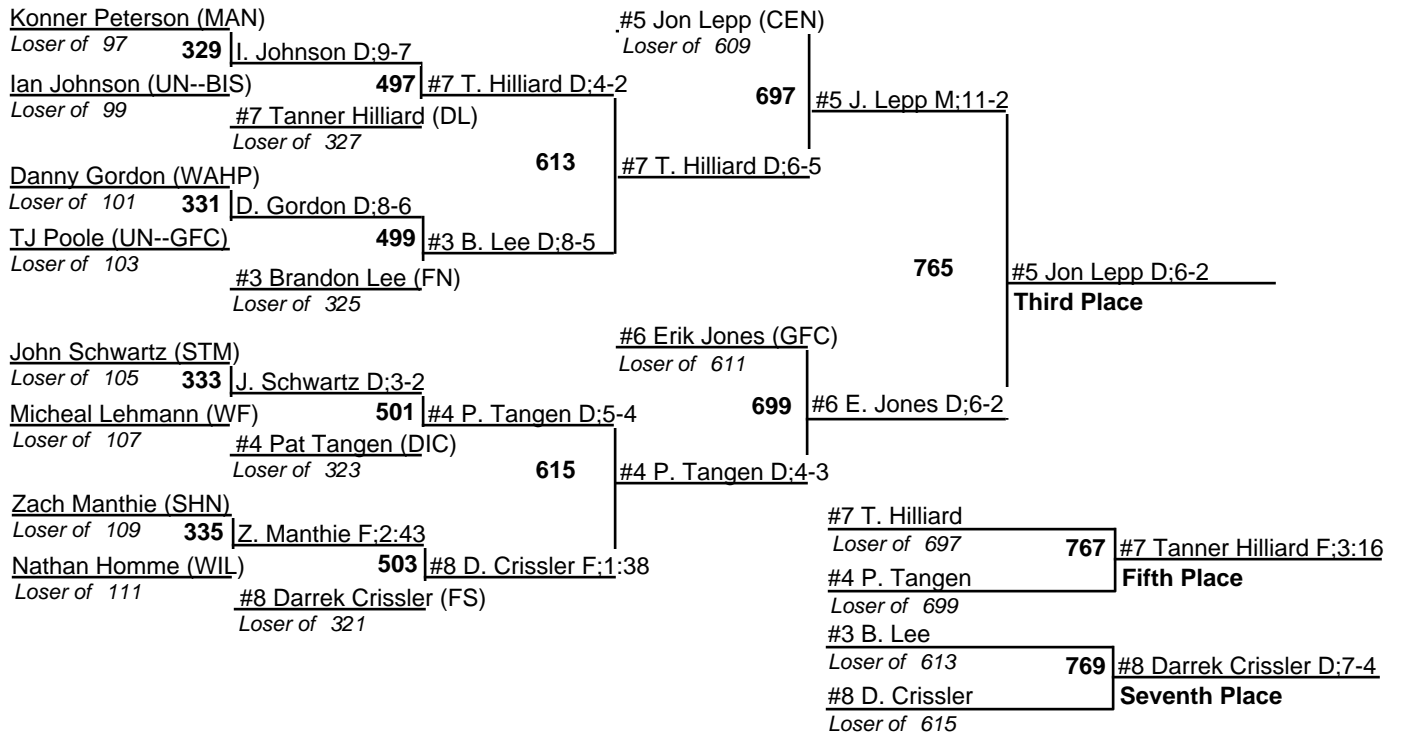 Konner Peterson (MAN)
Loser of 97
329
I. Johnson D;9-7
Ian Johnson (UN--BIS)
Loser of 99
497
#7 T. Hilliard D;4-2
#7 Tanner Hilliard (DL)
Loser of 327
613
#7 T. Hilliard D;6-5
Danny Gordon (WAHP)
Loser of 101
331
D. Gordon D;8-6
TJ Poole (UN--GFC)
Loser of 103
499
#3 B. Lee D;8-5
#3 Brandon Lee (FN)
Loser of 325
#5 Jon Lepp (CEN)
Loser of 609
697
#5 J. Lepp M;11-2
765
#5 Jon Lepp D;6-2
Third Place
John Schwartz (STM)
Loser of 105
333
J. Schwartz D;3-2
Micheal Lehmann (WF)
Loser of 107
501
#4 P. Tangen D;5-4
#4 Pat Tangen (DIC)
Loser of 323
615
#4 P. Tangen D;4-3
Zach Manthie (SHN)
Loser of 109
335
Z. Manthie F;2:43
Nathan Homme (WIL)
Loser of 111
503
#8 D. Crissler F;1:38
#8 Darrek Crissler (FS)
Loser of 321
#6 Erik Jones (GFC)
Loser of 611
699
#6 E. Jones D;6-2
#7 T. Hilliard
Loser of 697
767
#7 Tanner Hilliard F;3:16
#4 P. Tangen
Fifth Place
Loser of 699
#3 B. Lee
Loser of 613
769
#8 Darrek Crissler D;7-4
#8 D. Crissler
Seventh Place
Loser of 615